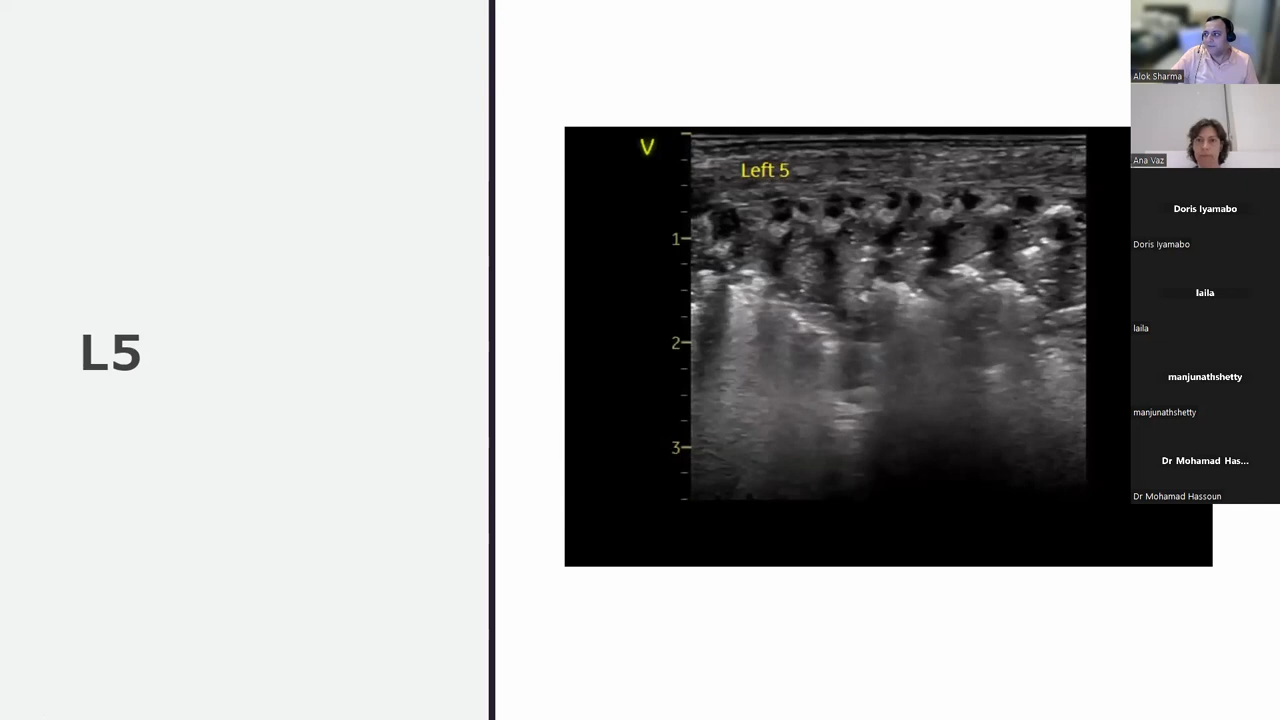 L5
V
Left 5
1
2
3
Alok Sharma
Ana Vaz
Doris Iyamabo
Doris Iyamabo
laila
laila
manjunathshetty
manjunathshetty
Dr Mohamad Has...
Dr Mohamad Hassoun